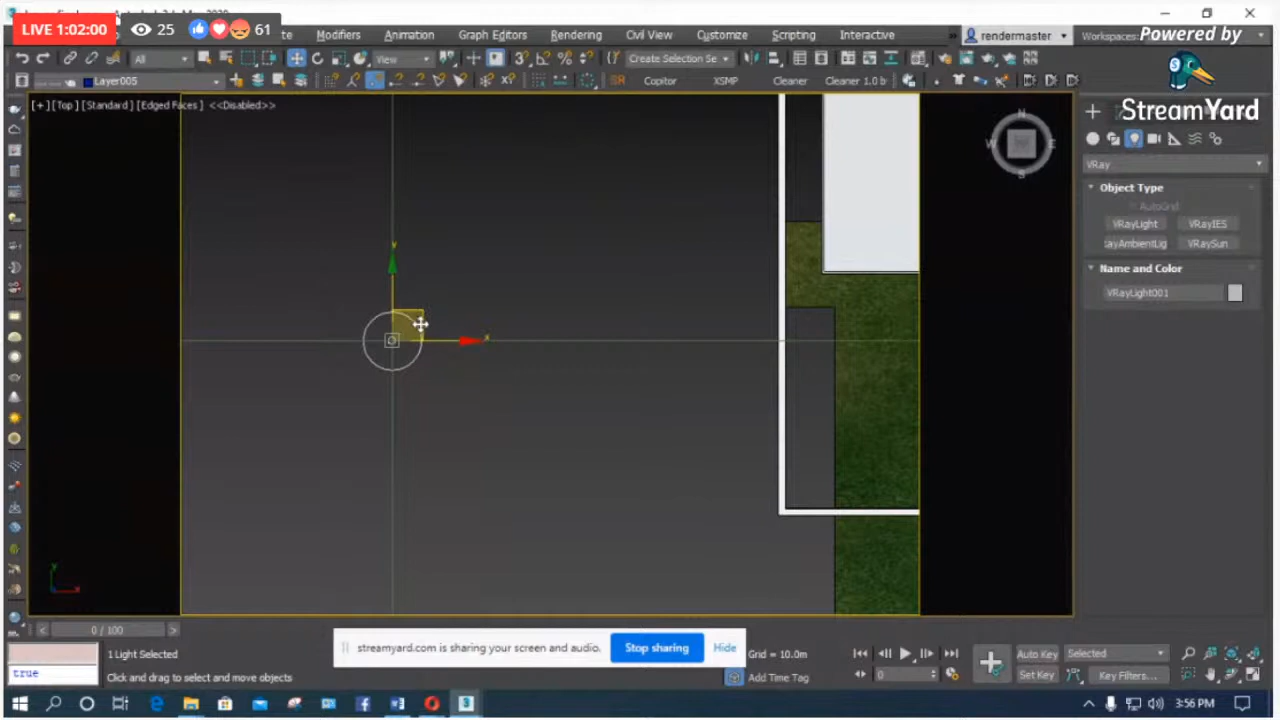 LIVE 1:02:00 25 61
Modifiers Animation Graph Editors Rendering Civil View Customize Scripting Interactive rendermaster Workspaces:
Powered by
StreamYard
All View Create Selection Se
Layer005 Copitor XSMP Cleaner Cleaner 1.0 b
[+] [Top] [Standard] [Edged Faces] <<Disabled>>
N
W E
S
VRay
Object Type
AutoGrid
VRayLight VRayIES
ayAmbientLig VRaySun
Name and Color
VRayLight001
y
x
y
x
0 / 100
streamyard.com is sharing your screen and audio. Stop sharing Hide
true
1 Light Selected
Click and drag to select and move objects
Grid = 10.0m
Add Time Tag
Auto Key Selected
Set Key Key Filters...
0
3:56 PM